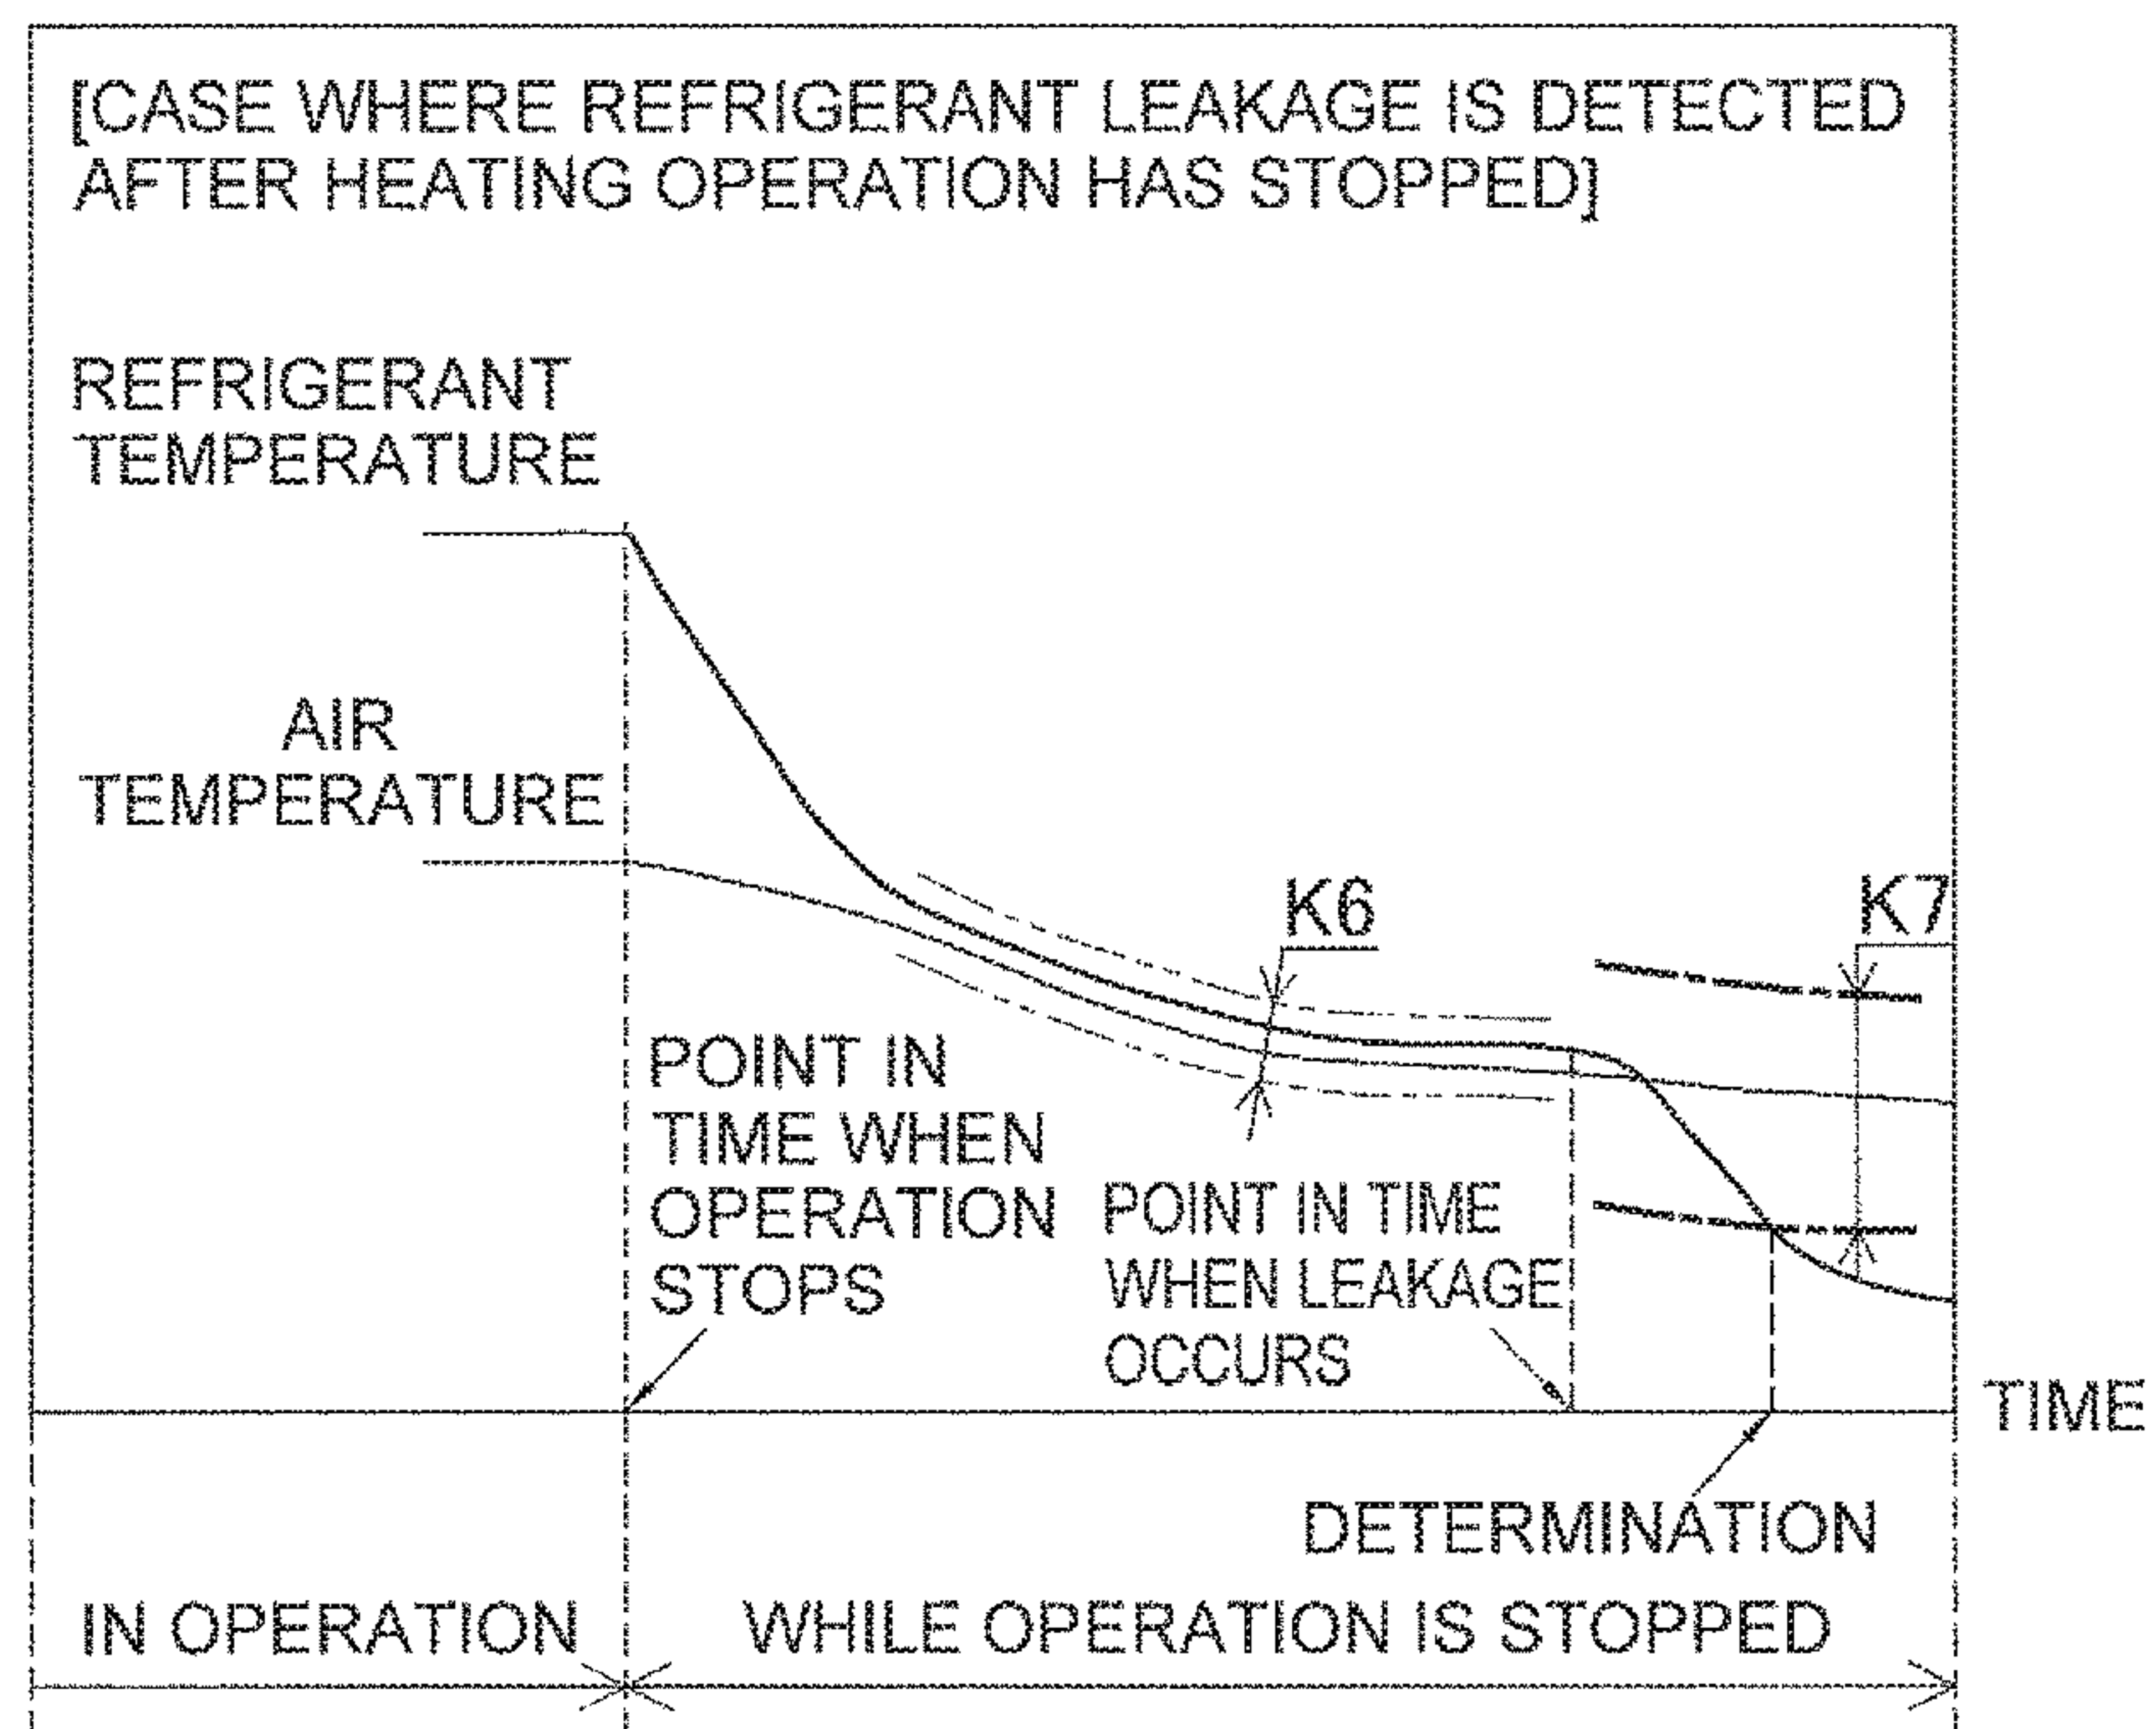 [CASE WHERE REFRIGERANT LEAKAGE IS DETECTED
AFTER HEATING OPERATION HAS STOPPED]
REFRIGERANT
TEMPERATURE
AIR
TEMPERATURE
K6
K7
POINT IN
TIME WHEN
OPERATION
STOPS
POINT IN TIME
WHEN LEAKAGE
OCCURS
TIME
DETERMINATION
IN OPERATION
WHILE OPERATION IS STOPPED